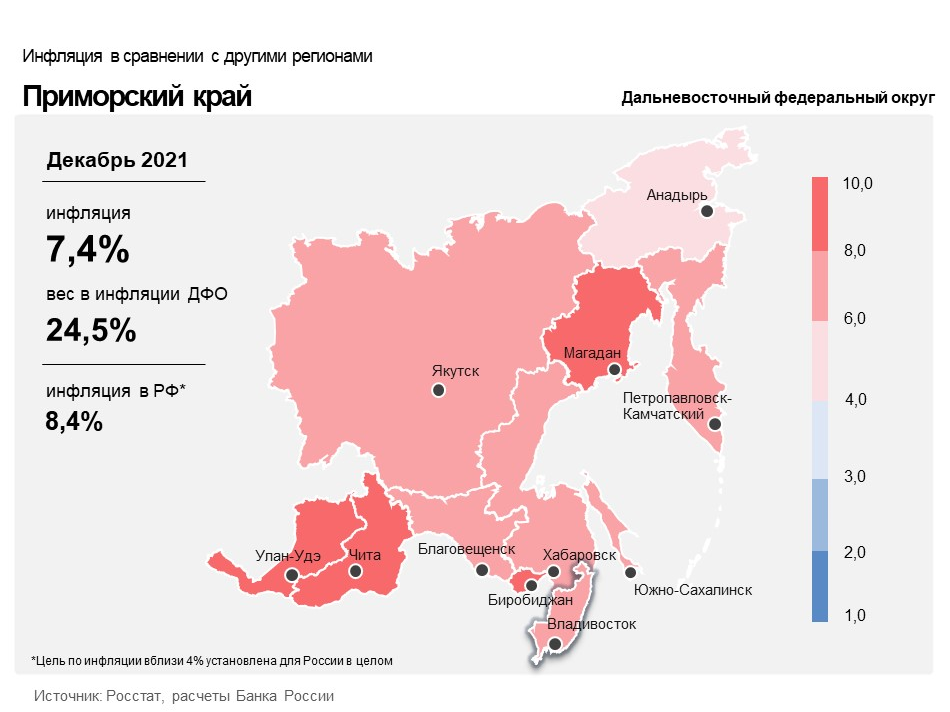 Инфляция в сравнении с другими регионами
Приморский край
Дальневосточный федеральный округ
Декабрь 2021
инфляция
7,4%
вес в инфляции ДФО
24,5%
инфляция в РФ*
8,4%
Анадырь
Магадан
Якутск
Петропавловск-
Камчатский
Улан-Удэ
Чита
Благовещенск
Хабаровск
Биробиджан
Южно-Сахалинск
Владивосток
10,0
8,0
6,0
4,0
3,0
2,0
1,0
*Цель по инфляции вблизи 4% установлена для России в целом
Источник: Росстат, расчеты Банка России